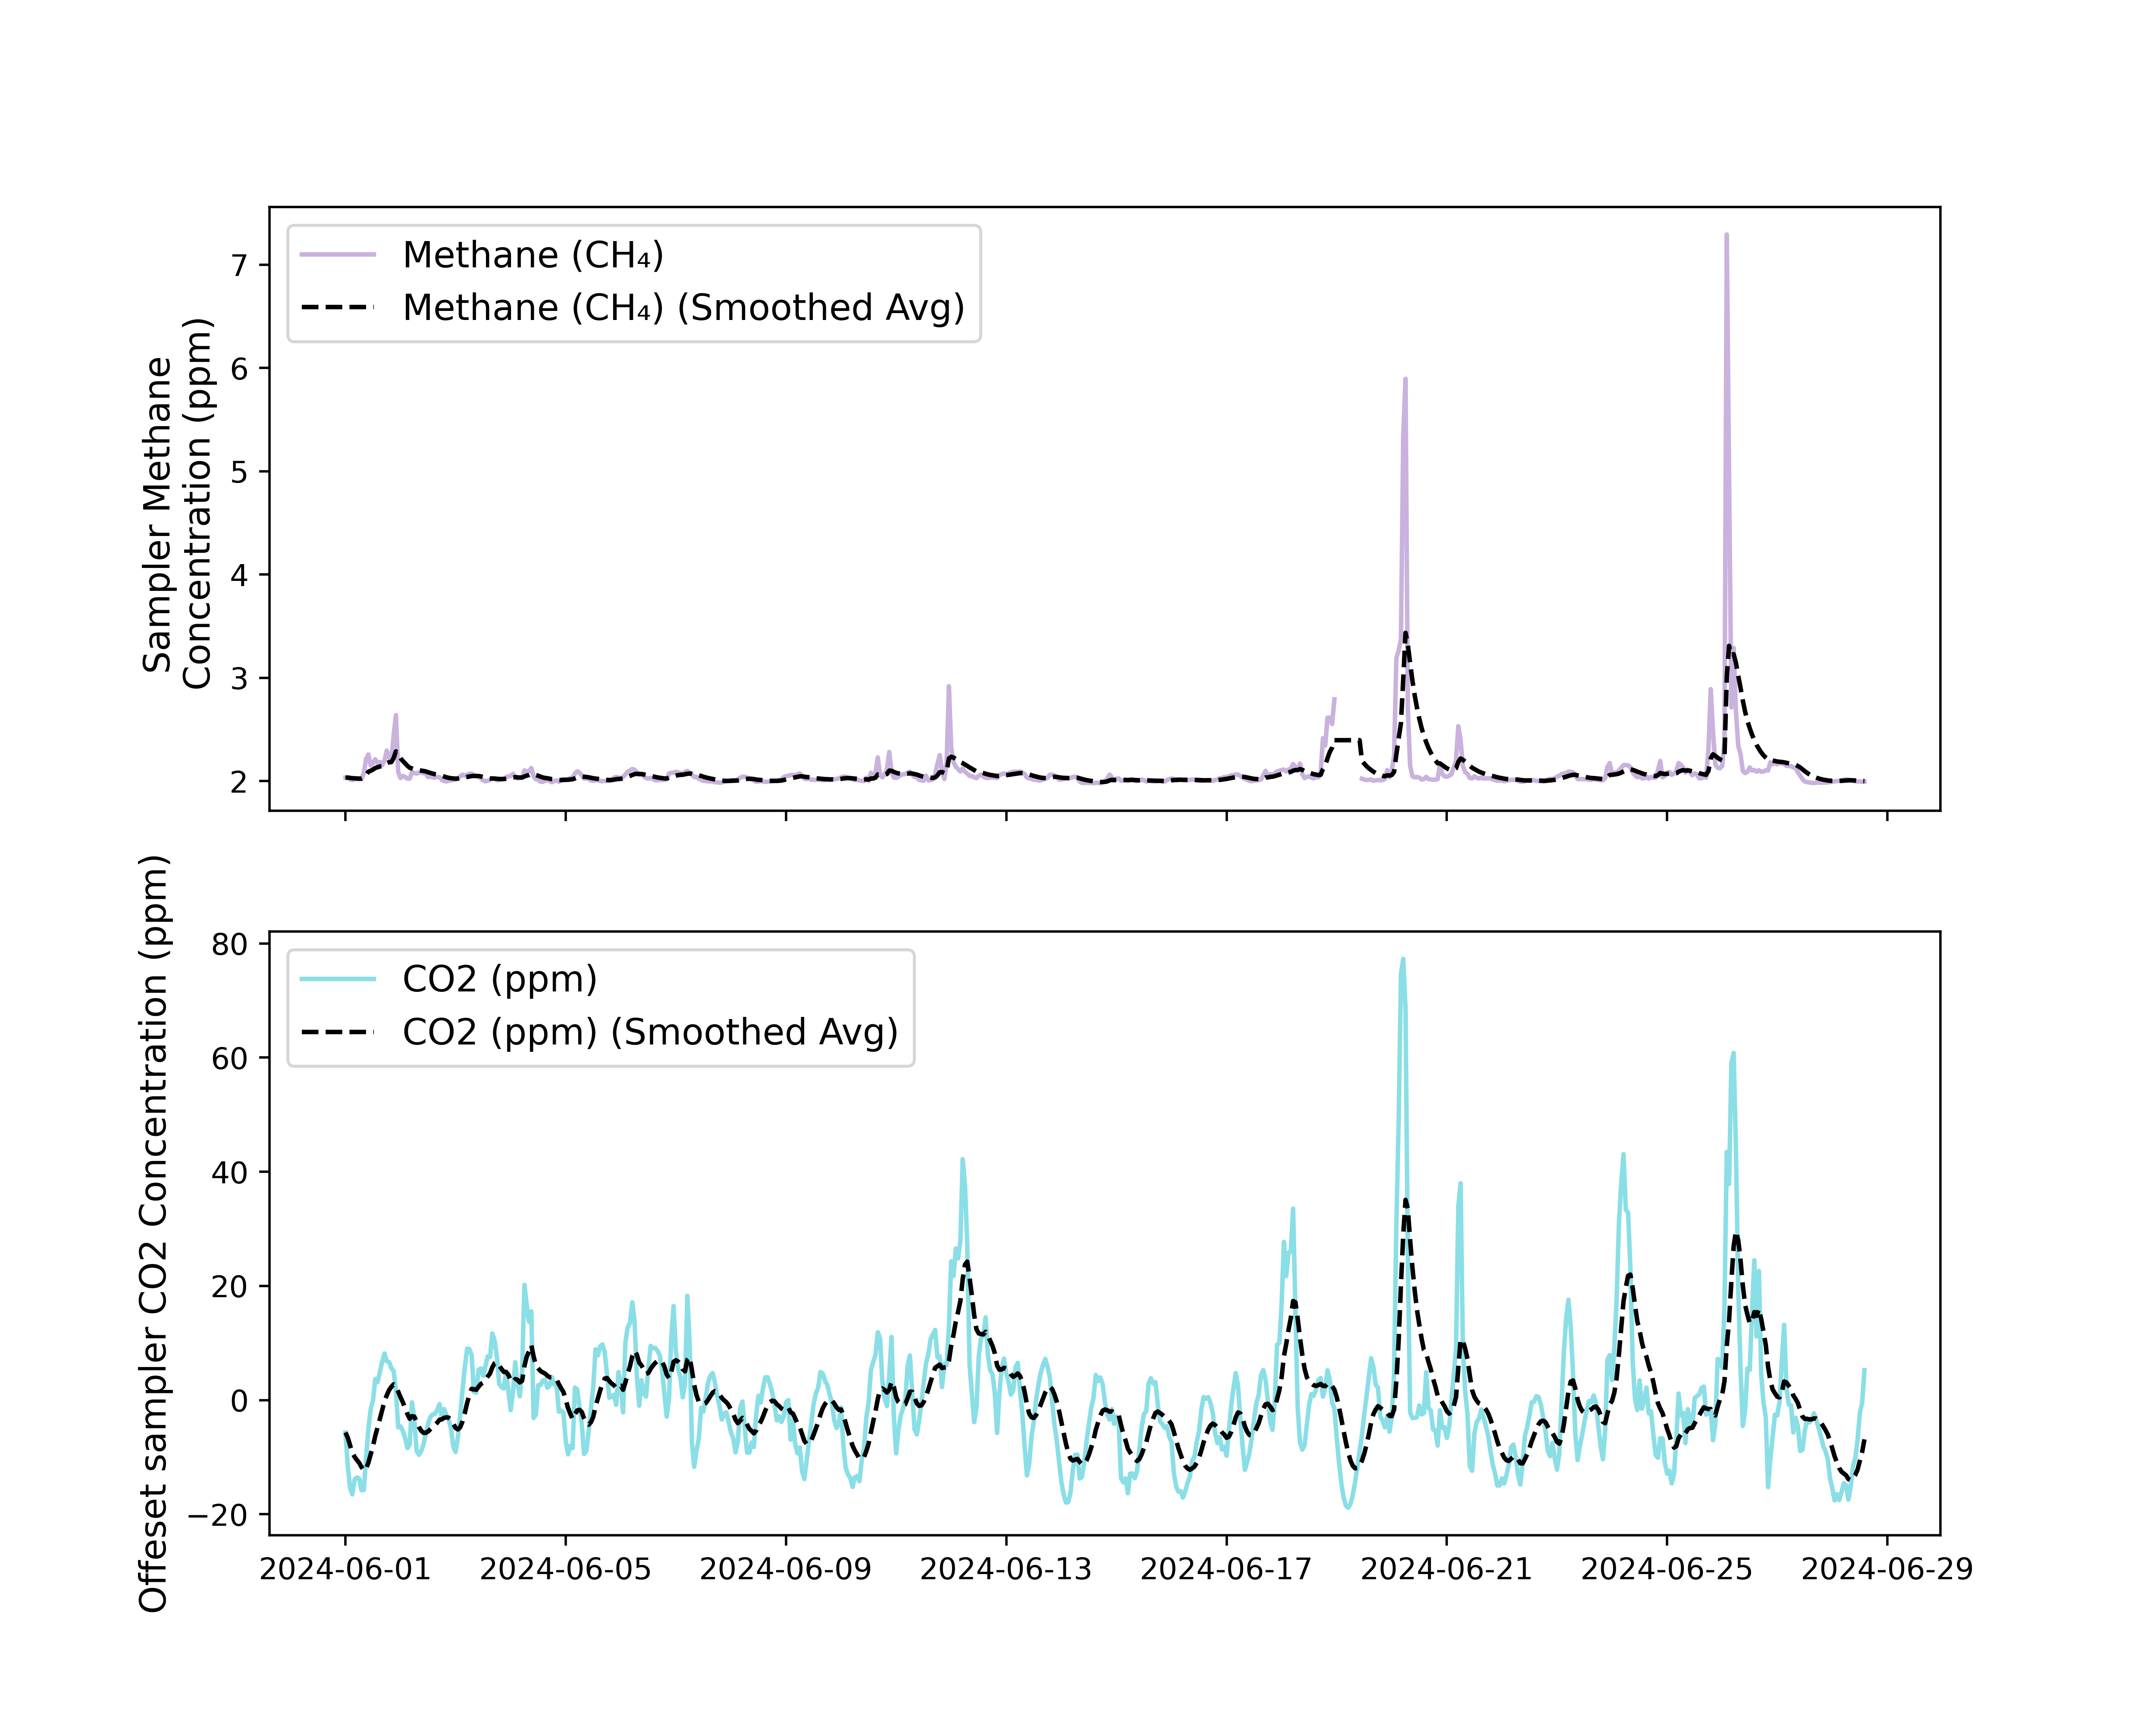 Methane (CH₄)
Methane (CH₄) (Smoothed Avg)
Sampler Methane
Concentration (ppm)
7
6
5
4
3
2
CO2 (ppm)
CO2 (ppm) (Smoothed Avg)
Offeset sampler CO2 Concentration (ppm)
80
60
40
20
0
−20
2024-06-01 2024-06-05 2024-06-09 2024-06-13 2024-06-17 2024-06-21 2024-06-25 2024-06-29